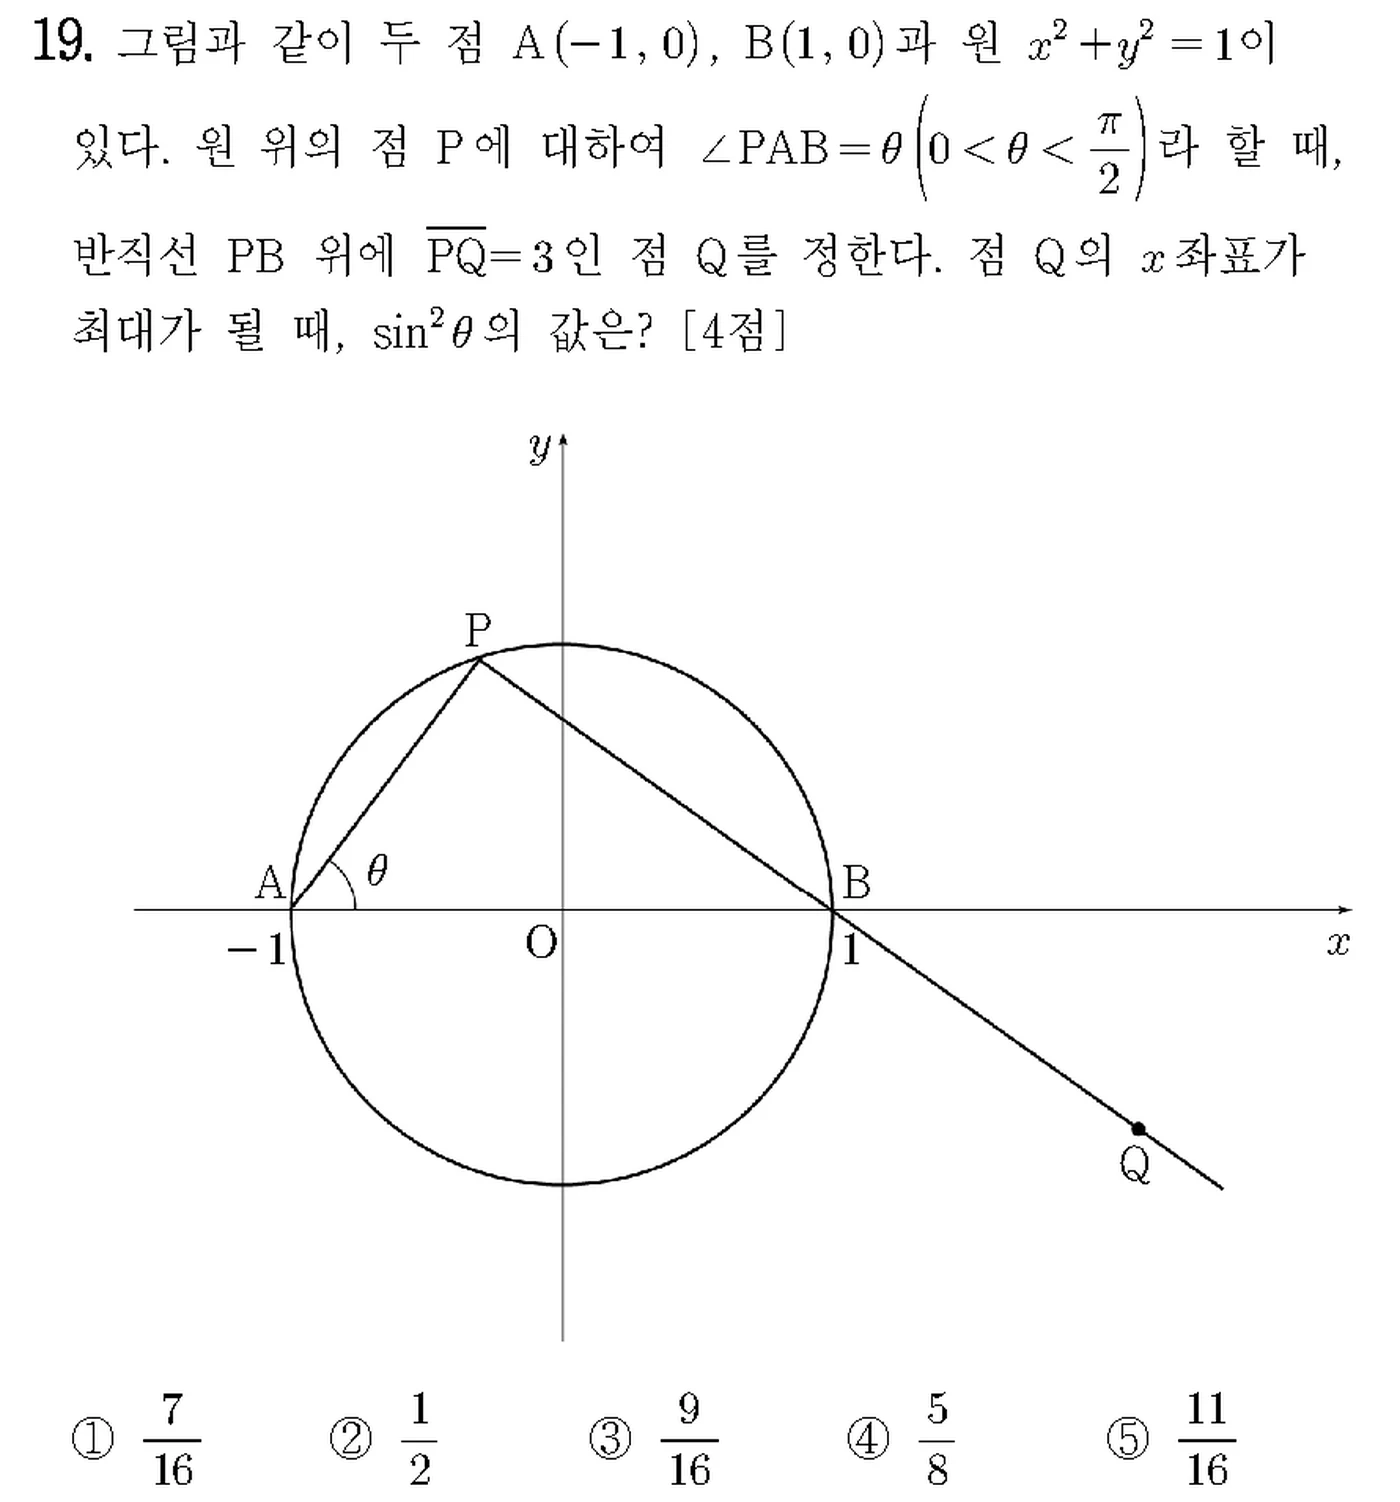 19. 그림과 같이 두 점 A(−1, 0), B(1, 0)과 원 x²+y²=1이
있다. 원 위의 점 P에 대하여 ∠PAB=θ(0<θ<π/2)라 할 때,
반직선 PB 위에 P̅Q̅=3인 점 Q를 정한다. 점 Q의 x좌표가
최대가 될 때, sin²θ의 값은? [4점]
y
P
A
θ
B
−1
O
1
x
Q
① 7/16 ② 1/2 ③ 9/16 ④ 5/8 ⑤ 11/16